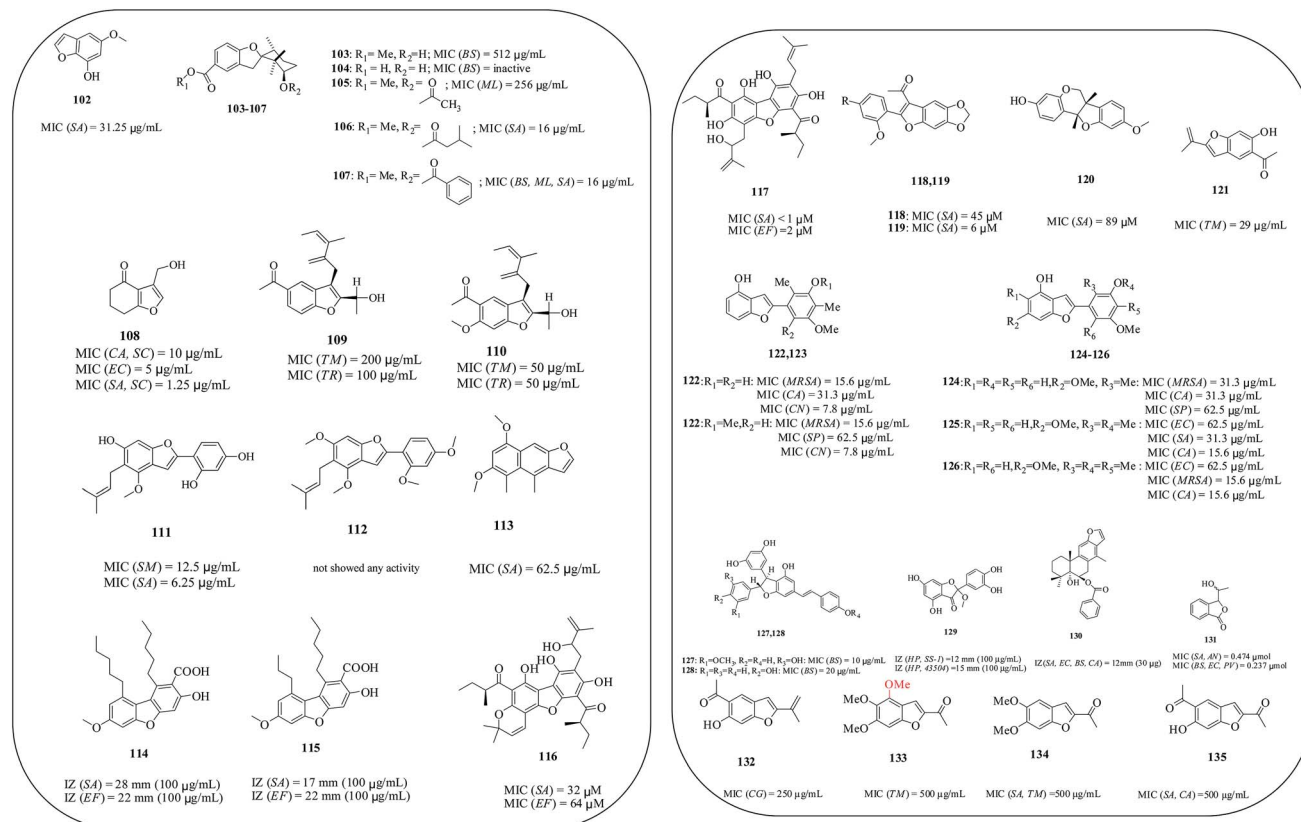 102
MIC (SA) = 31.25 µg/mL
103-107
103: R1= Me, R2=H; MIC (BS) = 512 µg/mL
104: R1 = H, R2 = H; MIC (BS) = inactive
105: R1= Me, R2= ; MIC (ML) = 256 µg/mL
106: R1= Me, R2= ; MIC (SA) = 16 µg/mL
107: R1= Me, R2= ; MIC (BS, ML, SA) = 16 µg/mL
108
MIC (CA, SC) = 10 µg/mL
MIC (EC) = 5 µg/mL
MIC (SA, SC) = 1.25 µg/mL
109
MIC (TM) = 200 µg/mL
MIC (TR) = 100 µg/mL
110
MIC (TM) = 50 µg/mL
MIC (TR) = 50 µg/mL
111
MIC (SM) = 12.5 µg/mL
MIC (SA) = 6.25 µg/mL
112
not showed any activity
113
MIC (SA) = 62.5 µg/mL
114
IZ (SA) = 28 mm (100 µg/mL)
IZ (EF) = 22 mm (100 µg/mL)
115
IZ (SA) = 17 mm (100 µg/mL)
IZ (EF) = 22 mm (100 µg/mL)
116
MIC (SA) = 32 µM
MIC (EF) = 64 µM
117
MIC (SA) <1 µM
MIC (EF) =2 µM
118,119
118: MIC (SA) = 45 µM
119: MIC (SA) = 6 µM
120
MIC (SA) = 89 µM
121
MIC (TM) = 29 µg/mL
122,123
122:R1=R2=H: MIC (MRSA) = 15.6 µg/mL
MIC (CA) = 31.3 µg/mL
MIC (CN) = 7.8 µg/mL
122:R1=Me,R2=H: MIC (MRSA) = 15.6 µg/mL
MIC (SP) = 62.5 µg/mL
MIC (CN) = 7.8 µg/mL
124-126
124:R1=R4=R5=R6=H,R2=OMe, R3=Me: MIC (MRSA) = 31.3 µg/mL
MIC (CA) = 31.3 µg/mL
MIC (SP) = 62.5 µg/mL
125:R1=R5=R6=H,R2=OMe, R3=R4=Me : MIC (EC) = 62.5 µg/mL
MIC (SA) = 31.3 µg/mL
MIC (CA) = 15.6 µg/mL
126:R1=R6=H,R2=OMe, R3=R4=R5=Me : MIC (EC) = 62.5 µg/mL
MIC (MRSA) = 15.6 µg/mL
MIC (CA) = 15.6 µg/mL
127,128
127: R1=OCH3, R2=R4=H, R3=OH: MIC (BS) = 10 µg/mL
128: R1=R3=R4=H, R2=OH: MIC (BS) = 20 µg/mL
129
IZ (HP, SS-1) =12 mm (100 µg/mL)
IZ (HP, 43504) =15 mm (100 µg/mL)
130
IZ(SA, EC, BS, CA) = 12mm (30 µg)
131
MIC (SA, AN) = 0.474 µmol
MIC (BS, EC, PV) = 0.237 µmol
132
MIC (CG) = 250 µg/mL
133
MIC (TM) = 500 µg/mL
134
MIC (SA, TM) =500 µg/mL
135
MIC (SA, CA) =500 µg/mL